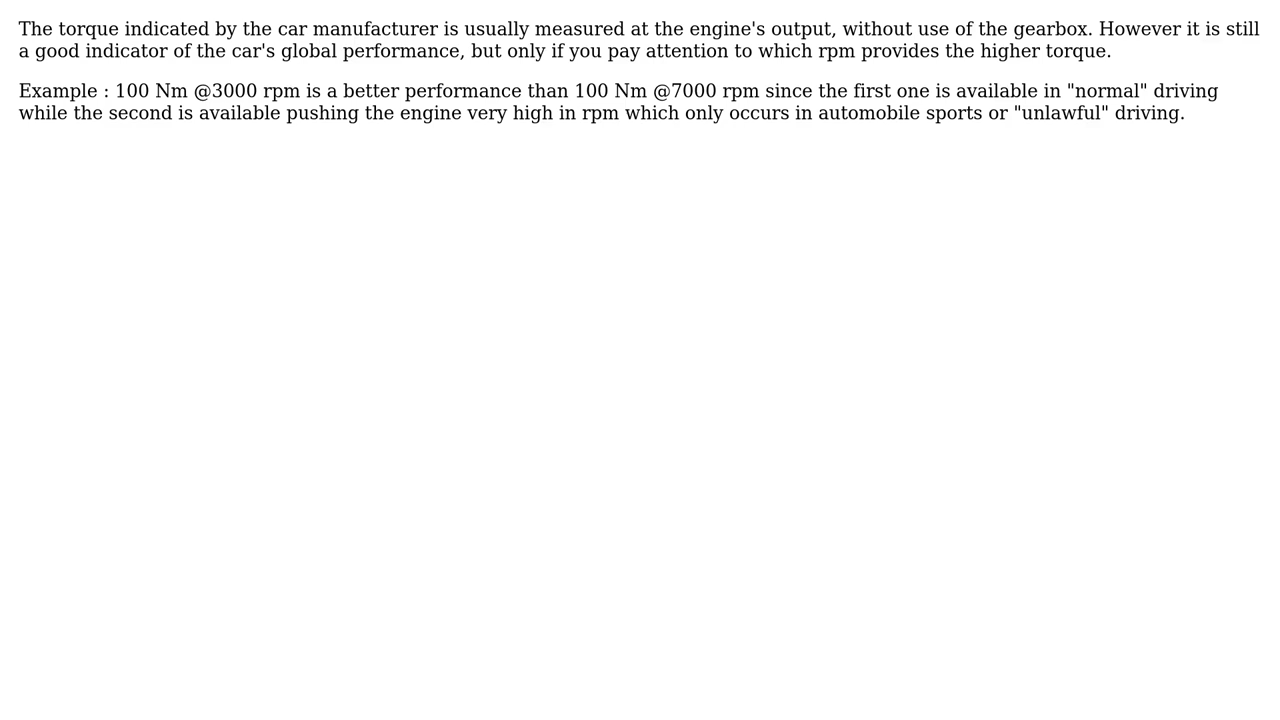 The torque indicated by the car manufacturer is usually measured at the engine's output, without use of the gearbox. However it is still
a good indicator of the car's global performance, but only if you pay attention to which rpm provides the higher torque.
Example : 100 Nm @3000 rpm is a better performance than 100 Nm @7000 rpm since the first one is available in "normal" driving
while the second is available pushing the engine very high in rpm which only occurs in automobile sports or "unlawful" driving.